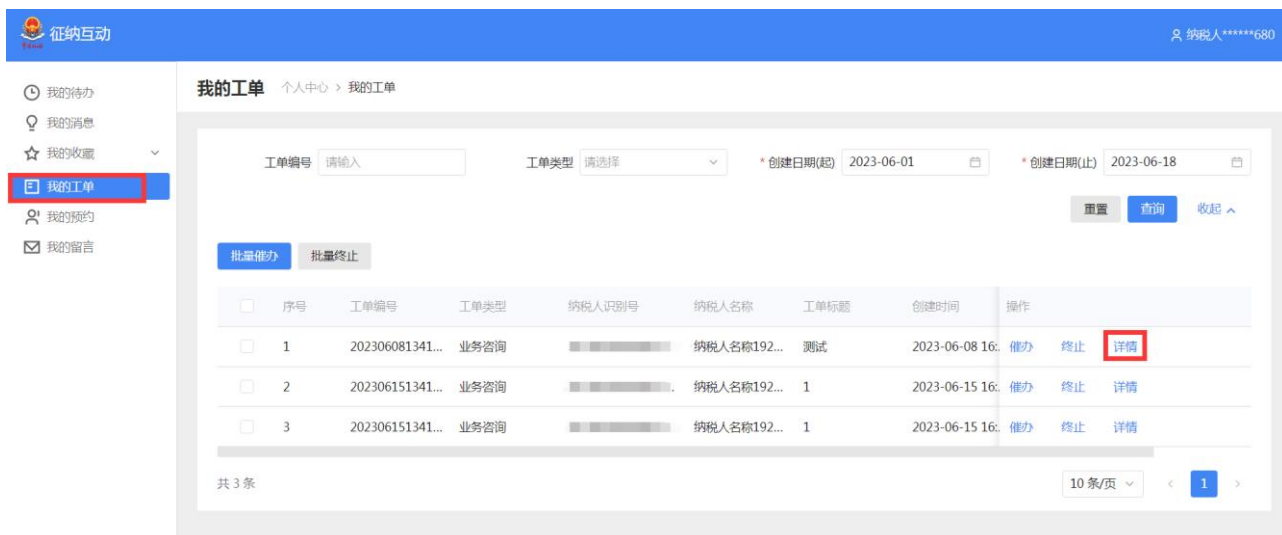 征纳互动
纳税人******680
我的待办
我的消息
我的收藏
我的工单
我的预约
我的留言
我的工单 个人中心 > 我的工单
工单编号 请输入 工单类型 请选择 * 创建日期(起) 2023-06-01 * 创建日期(止) 2023-06-18
重置 查询 收起
批量催办 批量终止
序号 工单编号 工单类型 纳税人识别号 纳税人名称 工单标题 创建时间 操作
1 202306081341... 业务咨询 纳税人名称192... 测试 2023-06-08 16:. 催办 终止 详情
2 202306151341... 业务咨询 . 纳税人名称192... 1 2023-06-15 16:. 催办 终止 详情
3 202306151341... 业务咨询 纳税人名称192... 1 2023-06-15 16:. 催办 终止 详情
共 3 条
10 条/页 < 1 >